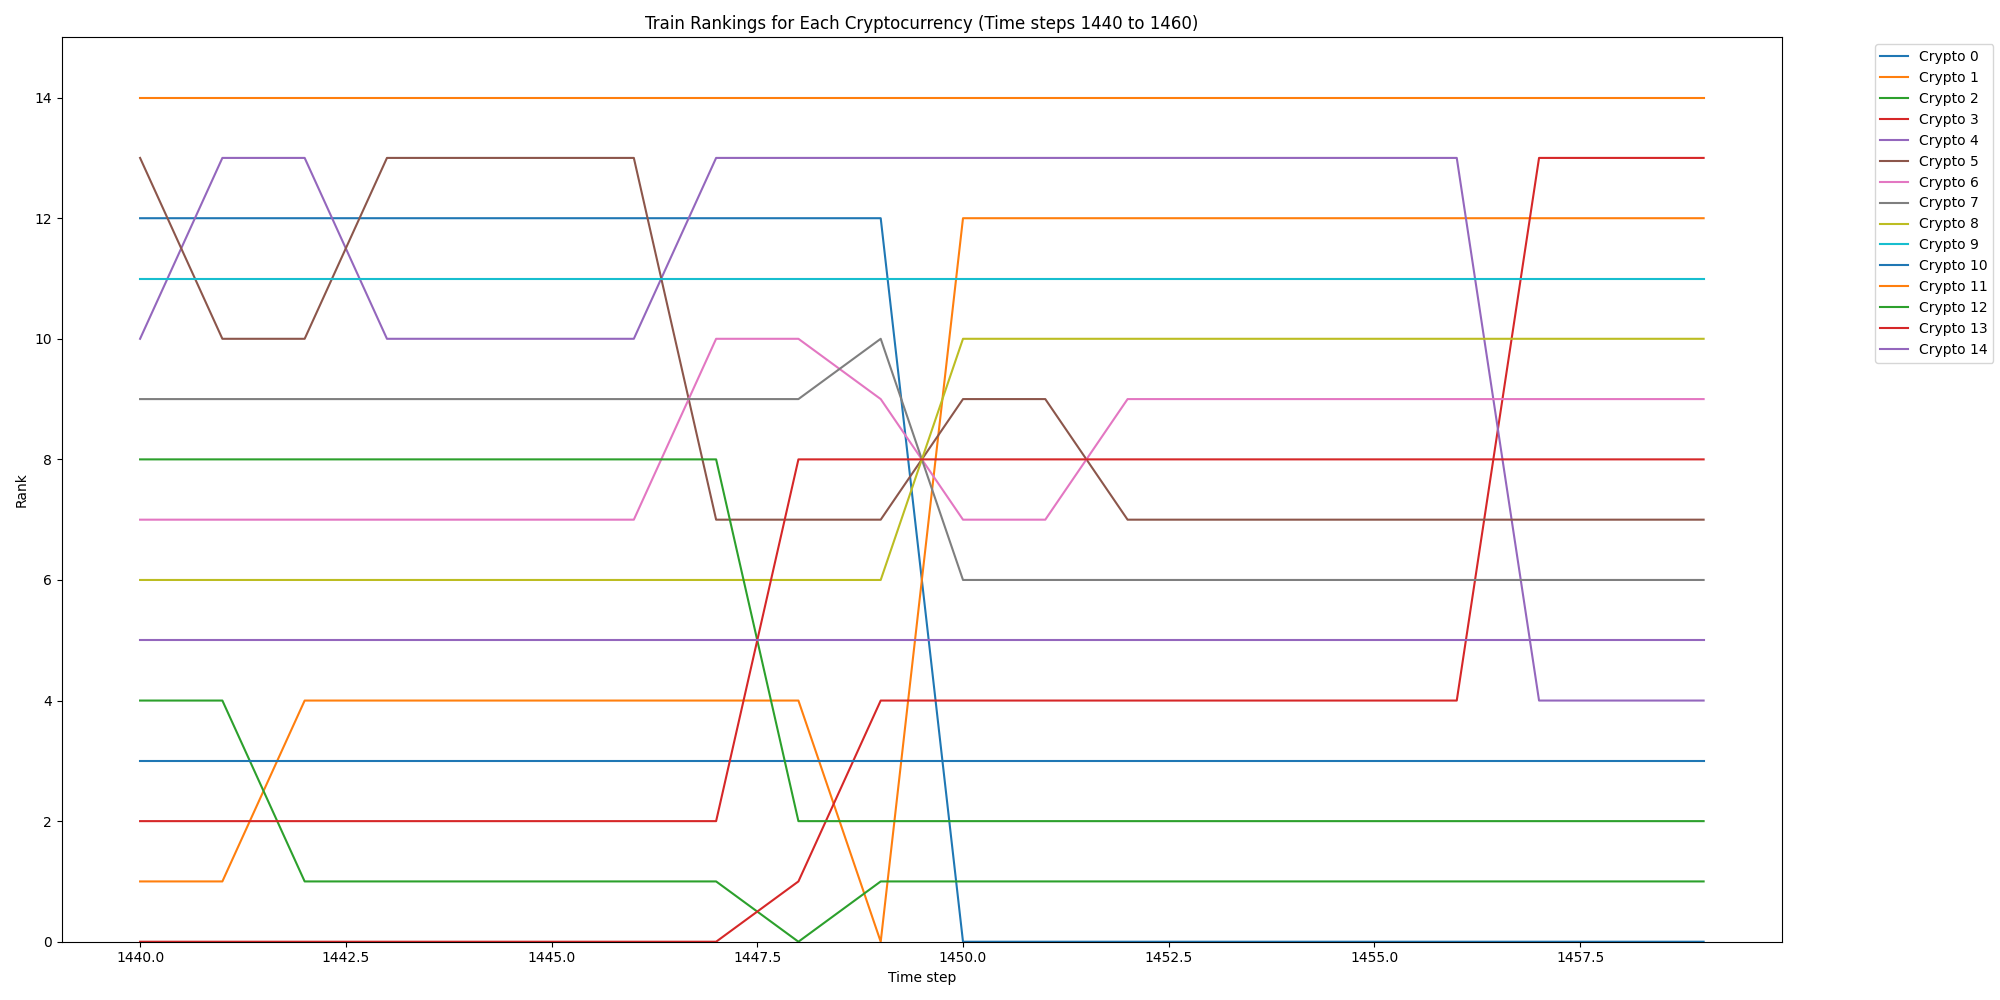 Train Rankings for Each Cryptocurrency (Time steps 1440 to 1460)
14
12
10
8
6
4
2
0
Rank
1440.0
1442.5
1445.0
1447.5
1450.0
1452.5
1455.0
1457.5
Time step
Crypto 0
Crypto 1
Crypto 2
Crypto 3
Crypto 4
Crypto 5
Crypto 6
Crypto 7
Crypto 8
Crypto 9
Crypto 10
Crypto 11
Crypto 12
Crypto 13
Crypto 14